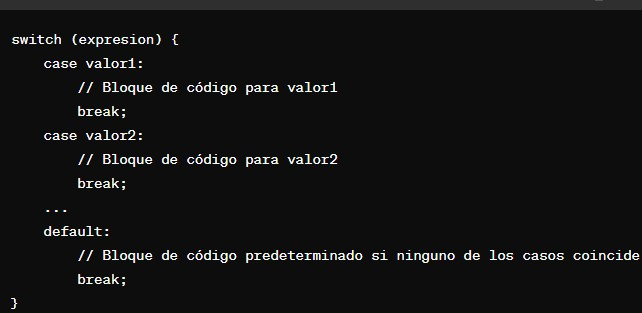 switch (expresion) {
    case valor1:
        // Bloque de código para valor1
        break;
    case valor2:
        // Bloque de código para valor2
        break;
    ...
    default:
        // Bloque de código predeterminado si ninguno de los casos coincide
        break;
}